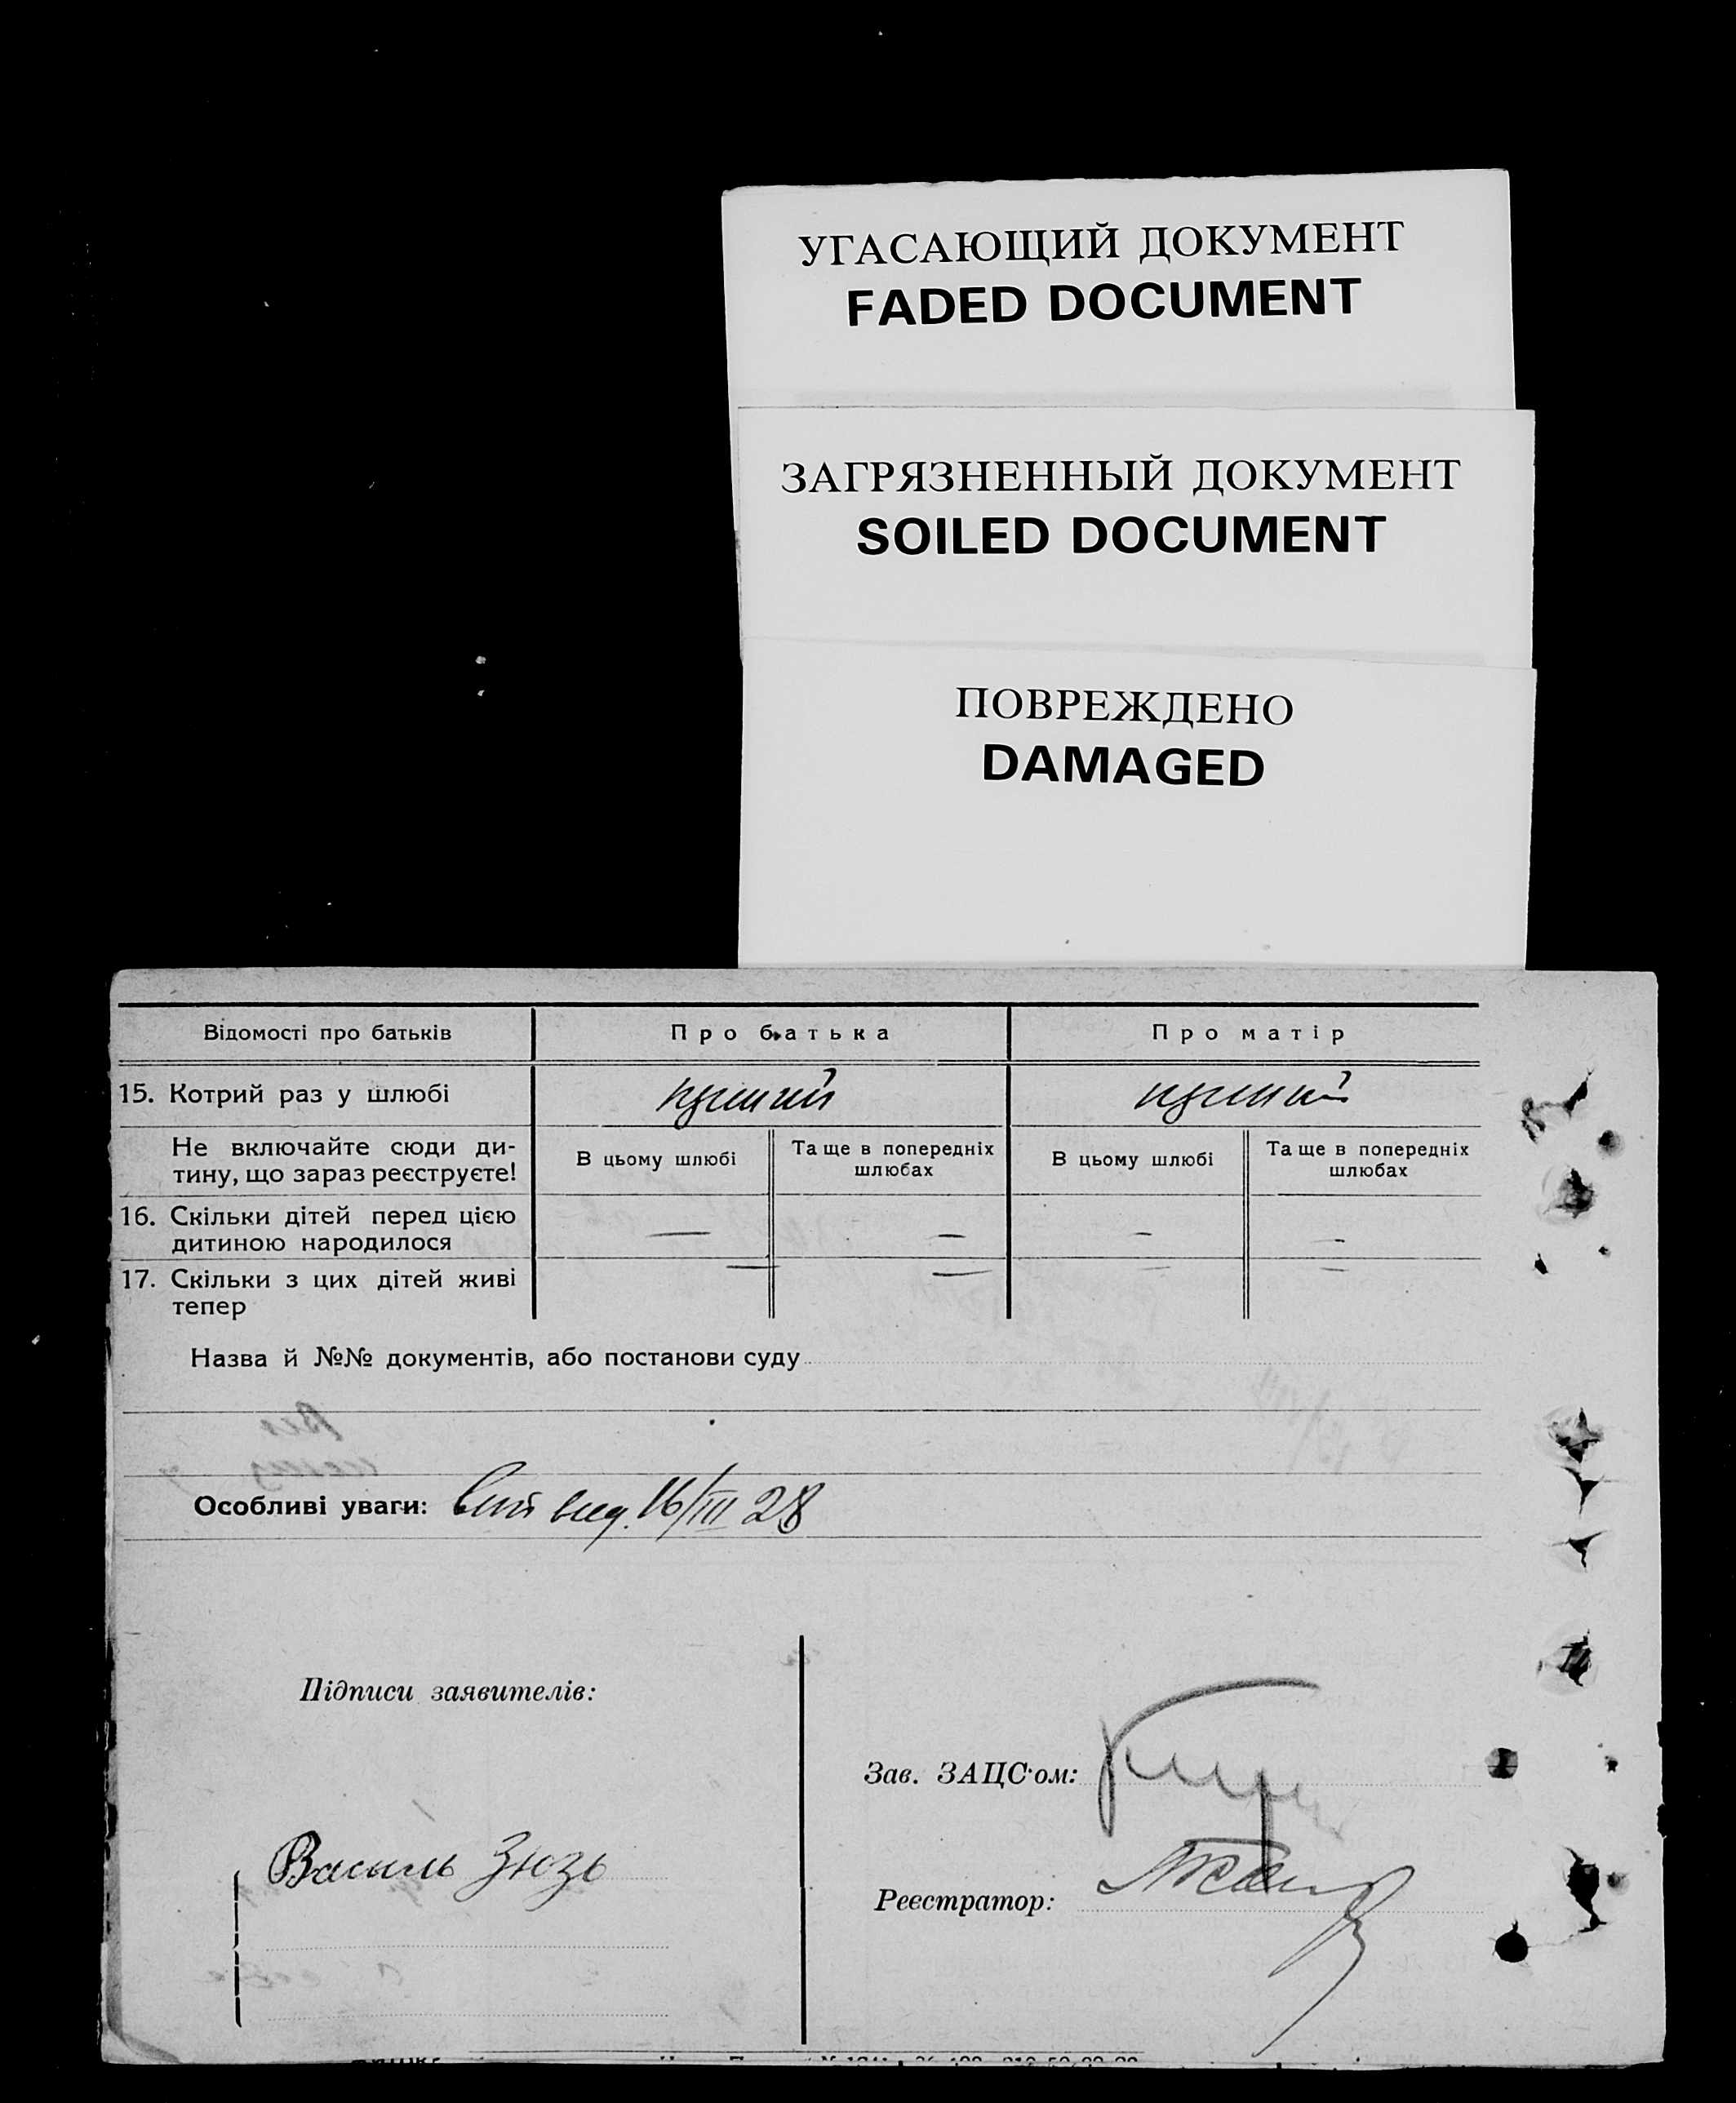 УГАСАЮЩИЙ ДОКУМЕНТ
FADED DOCUMENT
ЗАГРЯЗНЕННЫЙ ДОКУМЕНТ
SOILED DOCUMENT
ПОВРЕЖДЕНО
DAMAGED
Відомості про батьків
Про батька
Про матір
15. Котрий раз у шлюбі
Не включайте сюди ди-
тину, що зараз реєструєте!
В цьому шлюбі
Та ще в попередніх
шлюбах
В цьому шлюбі
Та ще в попередніх
шлюбах
16. Скільки дітей перед цією
дитиною народилося
— — — —
17. Скільки з цих дітей живі
тепер
— — — —
Назва й №№ документів, або постанови суду
Особливі уваги: 16/III 28
Підписи заявителів:
Зав. ЗАЦС'ом:
Василь Зюзь
Реєстратор: